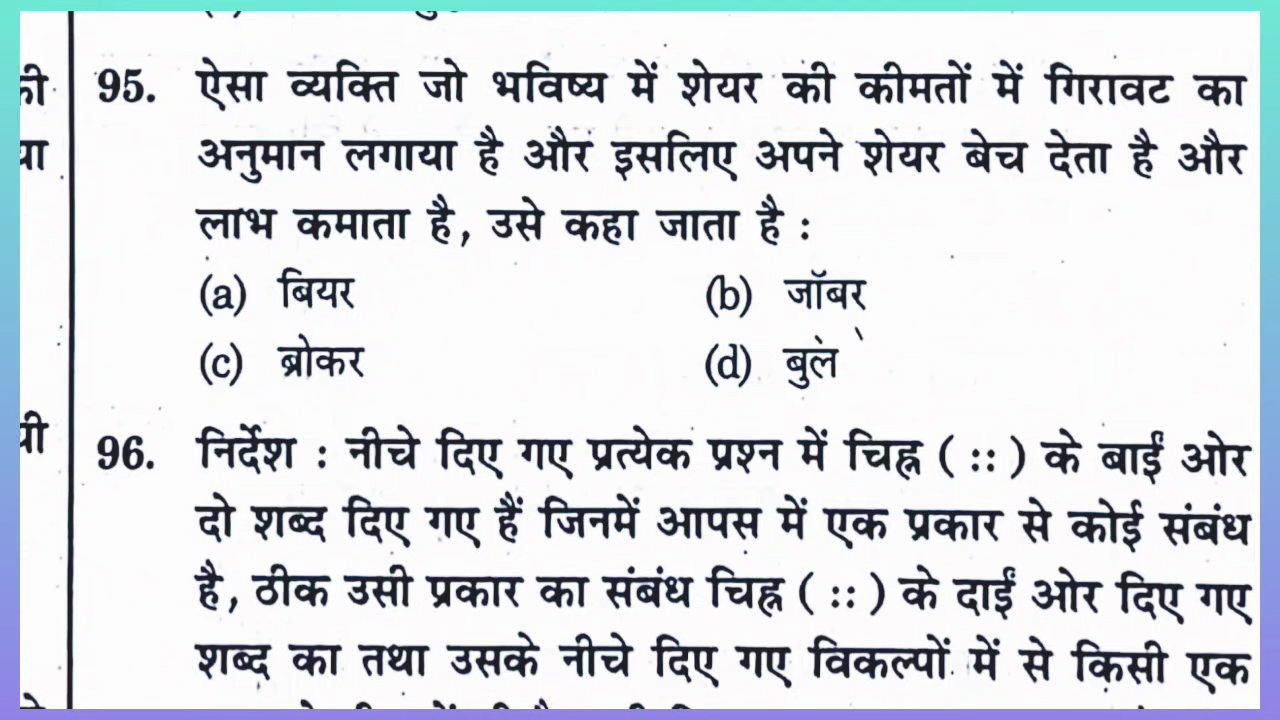 की
95. ऐसा व्यक्ति जो भविष्य में शेयर की कीमतों में गिरावट का
या
अनुमान लगाया है और इसलिए अपने शेयर बेच देता है और
लाभ कमाता है, उसे कहा जाता है :
(a) बियर (b) जॉबर
(c) ब्रोकर (d) बुल
96. निर्देश : नीचे दिए गए प्रत्येक प्रश्न में चिह्न ( :: ) के बाईं ओर
दो शब्द दिए गए हैं जिनमें आपस में एक प्रकार से कोई संबंध
है, ठीक उसी प्रकार का संबंध चिह्न ( :: ) के दाईं ओर दिए गए
शब्द का तथा उसके नीचे दिए गए विकल्पों में से किसी एक